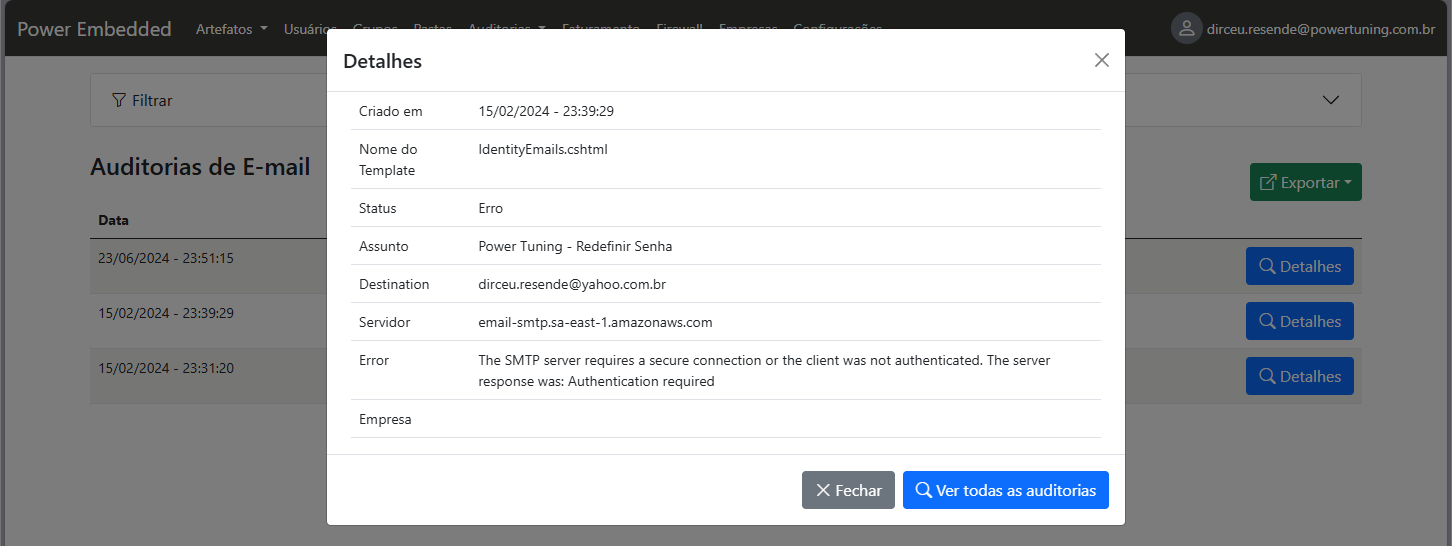 Power Embedded Artefatos Usuários Grupos Pastas Auditorias Faturamento Firewall Empresas Configurações dirceu.resende@powertuning.com.br
Detalhes
Filtrar
Criado em 15/02/2024 - 23:39:29
Nome do IdentityEmails.cshtml
Template
Auditorias de E-mail
Exportar
Status Erro
Data
Assunto Power Tuning - Redefinir Senha
23/06/2024 - 23:51:15 Detalhes
Destination dirceu.resende@yahoo.com.br
15/02/2024 - 23:39:29 Detalhes
Servidor email-smtp.sa-east-1.amazonaws.com
Error The SMTP server requires a secure connection or the client was not authenticated. The server
response was: Authentication required
15/02/2024 - 23:31:20 Detalhes
Empresa
Fechar Ver todas as auditorias